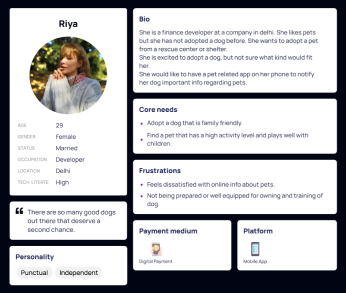 Riya
AGE 29
GENDER Female
STATUS Married
OCCUPATION Developer
LOCATION Delhi
TECH LITERATE High
There are so many good dogs
out there that deserve a
second chance.
Personality
Punctual Independent
Bio
She is a finance developer at a company in delhi. She likes pets
but she has not adopted a dog before. She wants to adopt a pet
from a rescue center or shelter.
She is excited to adopt a dog, but not sure what kind would fit
her.
She would like to have a pet related app on her phone to notify
her dog important info regarding pets.
Core needs
Adopt a dog that is family friendly.
Find a pet that has a high activity level and plays well with
children.
Frustrations
Feels dissatisfied with online info about pets.
Not being prepared or well equipped for owning and training of
dog.
Payment medium
Digital Payment
Platform
Mobile App